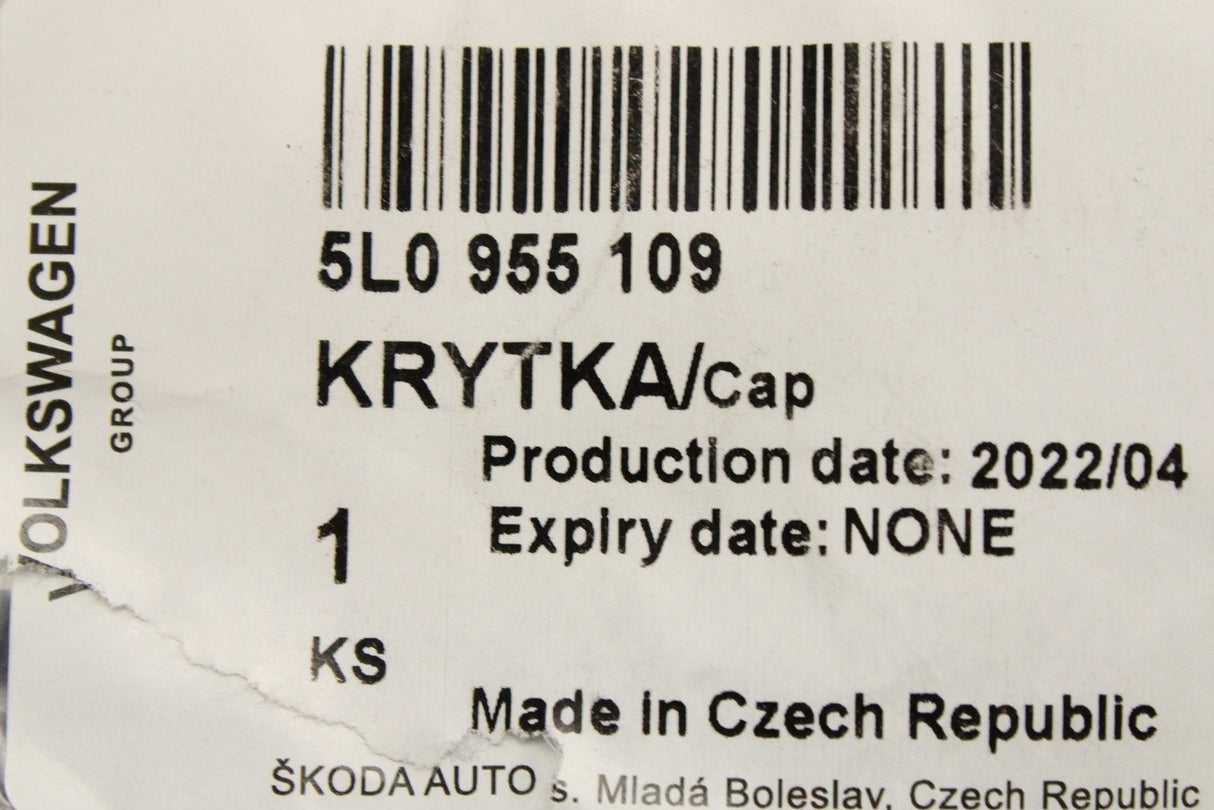 VOLKSWAGEN
GROUP
5L0 955 109
KRYTKA/Cap
Production date: 2022/04
Expiry date: NONE
1
KS
Made in Czech Republic
ŠKODA AUTO s. Mladá Boleslav, Czech Republic